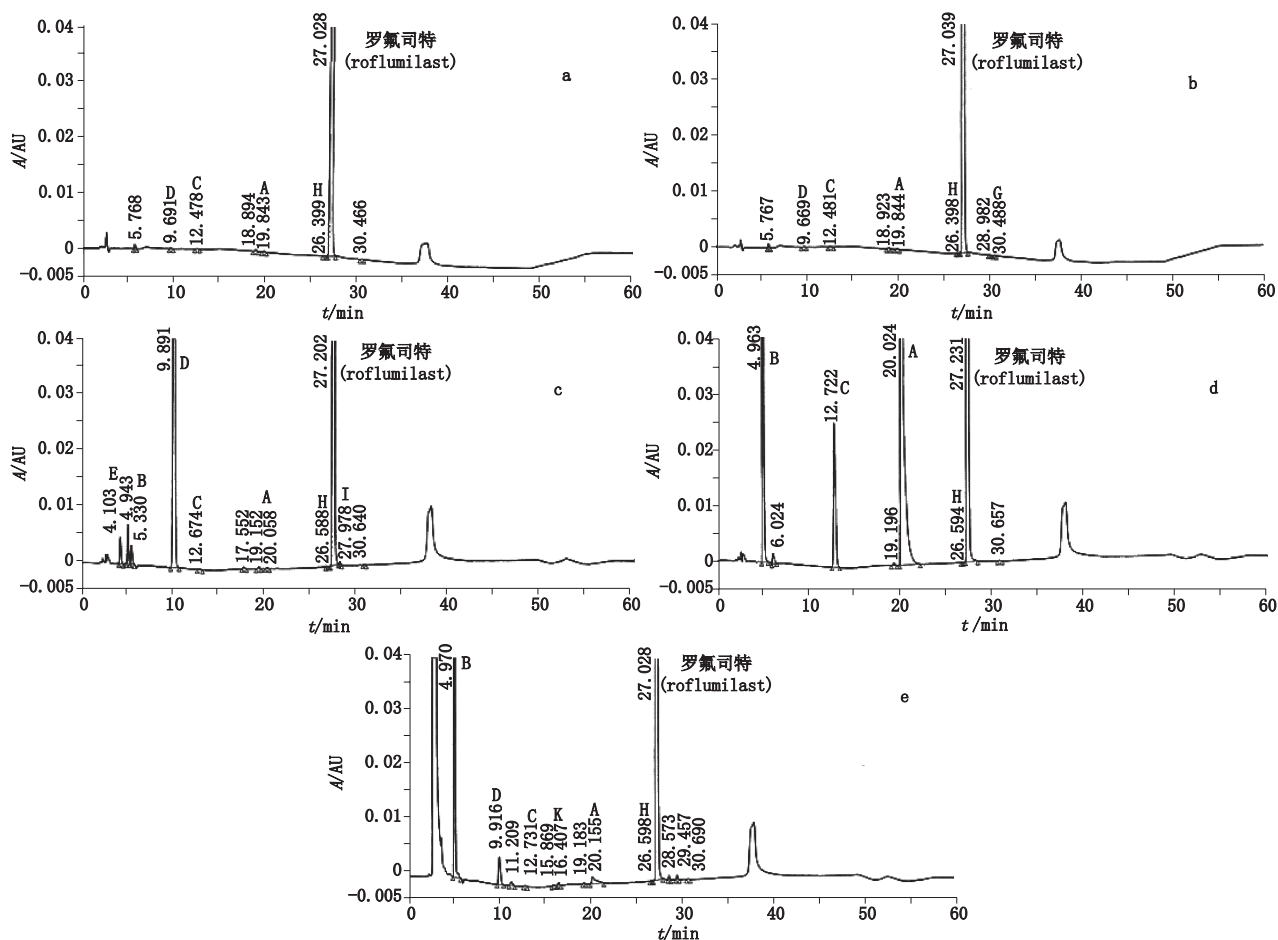 0.04
0.03
0.02
0.01
0
-0.005
A/AU
5.768
9.691 D
12.478 C
18.894
19.843 A
26.399 H
27.028
罗氟司特
(roflumilast)
30.466
a
0 10 20 30 40 50 60
t/min
0.04
0.03
0.02
0.01
0
-0.005
A/AU
5.767
9.669 D
12.481 C
18.923
19.844 A
26.398 H
27.039
罗氟司特
(roflumilast)
28.982
30.488 G
b
0 10 20 30 40 50 60
t/min
0.04
0.03
0.02
0.01
0
-0.005
A/AU
4.103 E
4.943
5.330 B
9.891 D
12.674 C
17.552
19.152
20.058 A
26.588 H
27.202
罗氟司特
(roflumilast)
27.978 I
30.640
c
0 10 20 30 40 50 60
t/min
0.04
0.03
0.02
0.01
0
-0.005
A/AU
4.963 B
6.024
12.722 C
19.196
20.024 A
26.594 H
27.231
罗氟司特
(roflumilast)
30.657
d
0 10 20 30 40 50 60
t/min
0.04
0.03
0.02
0.01
0
-0.005
A/AU
4.970 B
9.916 D
11.209
12.731 C
15.869
16.407 K
19.183
20.155 A
26.598 H
27.028
罗氟司特
(roflumilast)
28.573
29.457
30.690
e
0 10 20 30 40 50 60
t/min